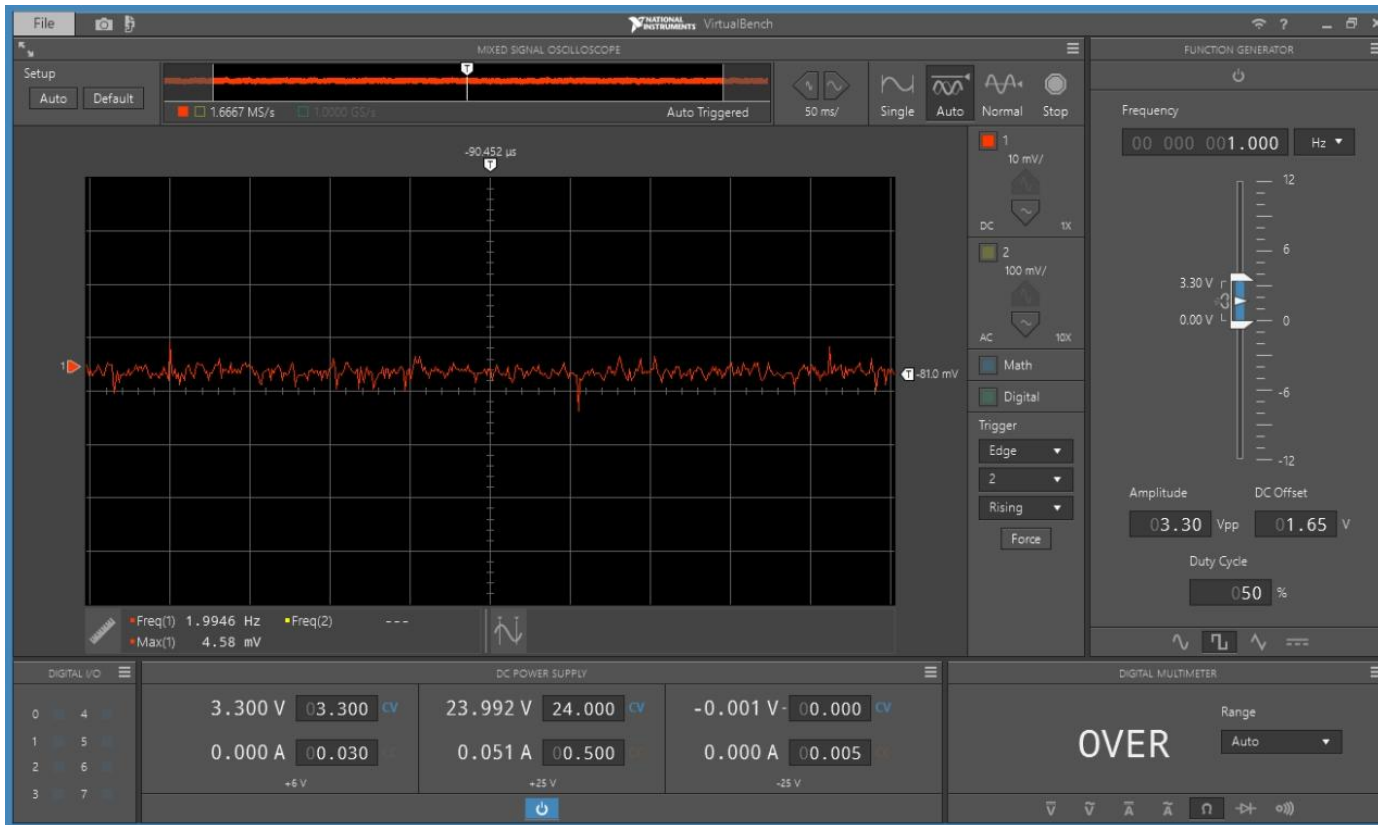 File
NATIONAL INSTRUMENTS VirtualBench
?
MIXED SIGNAL OSCILLOSCOPE
Setup
Auto Default
T
1.6667 MS/s 1.0000 GS/s Auto Triggered
50 ms/
Single Auto Normal Stop
-90.452 µs
T
1
T -81.0 mV
1
10 mV/
DC 1X
2
100 mV/
AC 10X
Math
Digital
Trigger
Edge
2
Rising
Force
Freq(1) 1.9946 Hz Freq(2) ---
Max(1) 4.58 mV
FUNCTION GENERATOR
Frequency
00 000 001.000 Hz
12
6
3.30 V
0.00 V
0
-6
-12
Amplitude DC Offset
03.30 Vpp 01.65 V
Duty Cycle
050 %
DIGITAL I/O
0 4
1 5
2 6
3 7
DC POWER SUPPLY
3.300 V 03.300 CV
0.000 A 00.030 CC
+6 V
23.992 V 24.000 CV
0.051 A 00.500 CC
+25 V
-0.001 V - 00.000 CV
0.000 A 00.005 CC
-25 V
DIGITAL MULTIMETER
OVER
Range
Auto
V V A A Ω